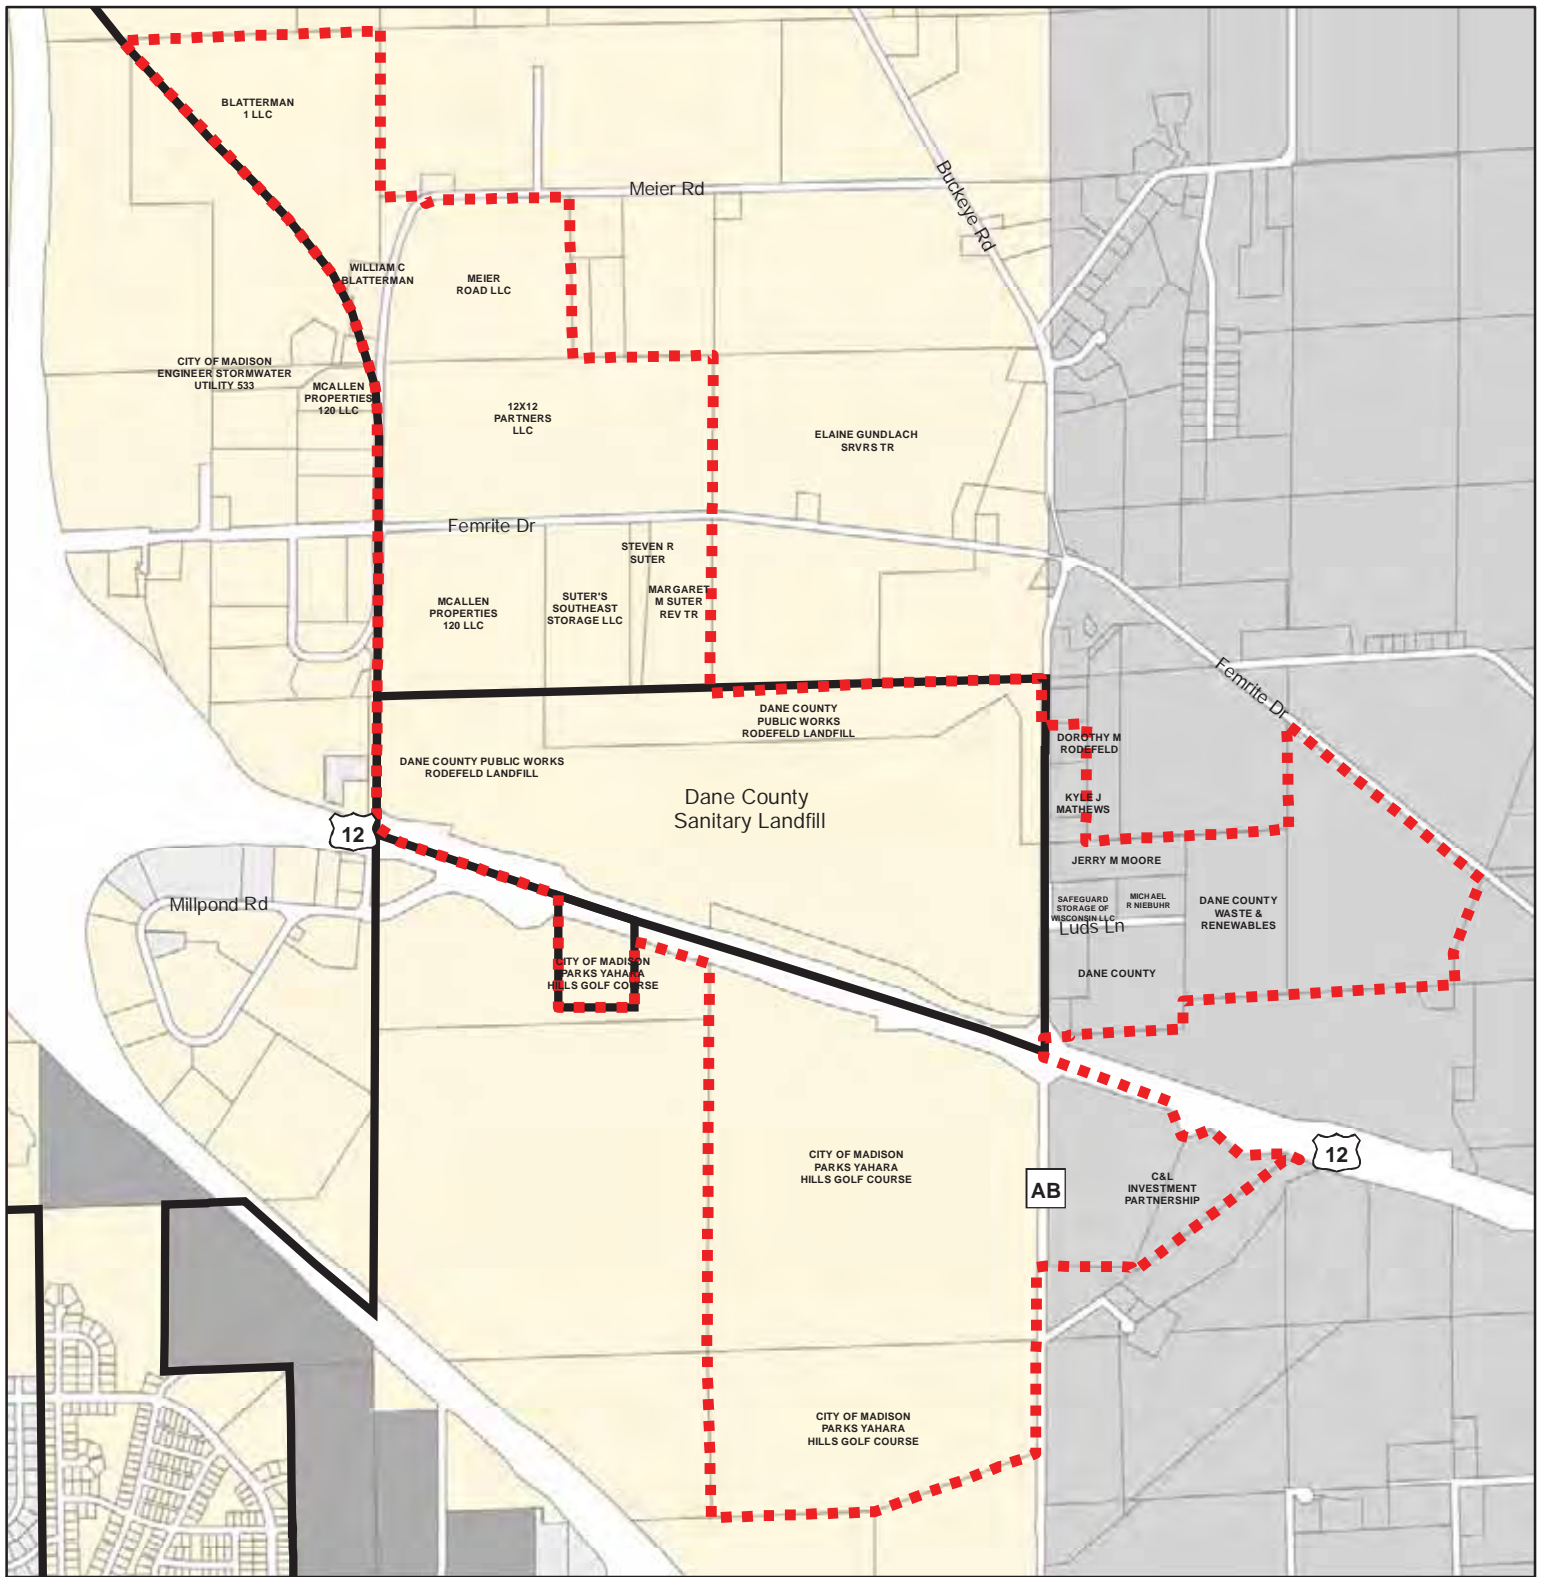 BLATTERMAN
1 LLC
Meier Rd
Buckeye Rd
WILLIAM C
BLATTERMAN
MEIER
ROAD LLC
CITY OF MADISON
ENGINEER STORMWATER
UTILITY 533
MCALLEN
PROPERTIES
120 LLC
12X12
PARTNERS
LLC
ELAINE GUNDLACH
SRVRS TR
Femrite Dr
STEVEN R
SUTER
MCALLEN
PROPERTIES
120 LLC
SUTER'S
SOUTHEAST
STORAGE LLC
MARGARET
M SUTER
REV TR
Femrite Dr
DANE COUNTY
PUBLIC WORKS
RODEFELD LANDFILL
DOROTHY M
RODEFELD
DANE COUNTY PUBLIC WORKS
RODEFELD LANDFILL
Dane County
Sanitary Landfill
KYLE J
MATHEWS
12
JERRY M MOORE
Millpond Rd
SAFEGUARD
STORAGE OF
WISCONSIN LLC
MICHAEL
R NIEBUHR
DANE COUNTY
WASTE &
RENEWABLES
Luds Ln
CITY OF MADISON
PARKS YAHARA
HILLS GOLF COURSE
DANE COUNTY
CITY OF MADISON
PARKS YAHARA
HILLS GOLF COURSE
12
AB
C&L
INVESTMENT
PARTNERSHIP
CITY OF MADISON
PARKS YAHARA
HILLS GOLF COURSE